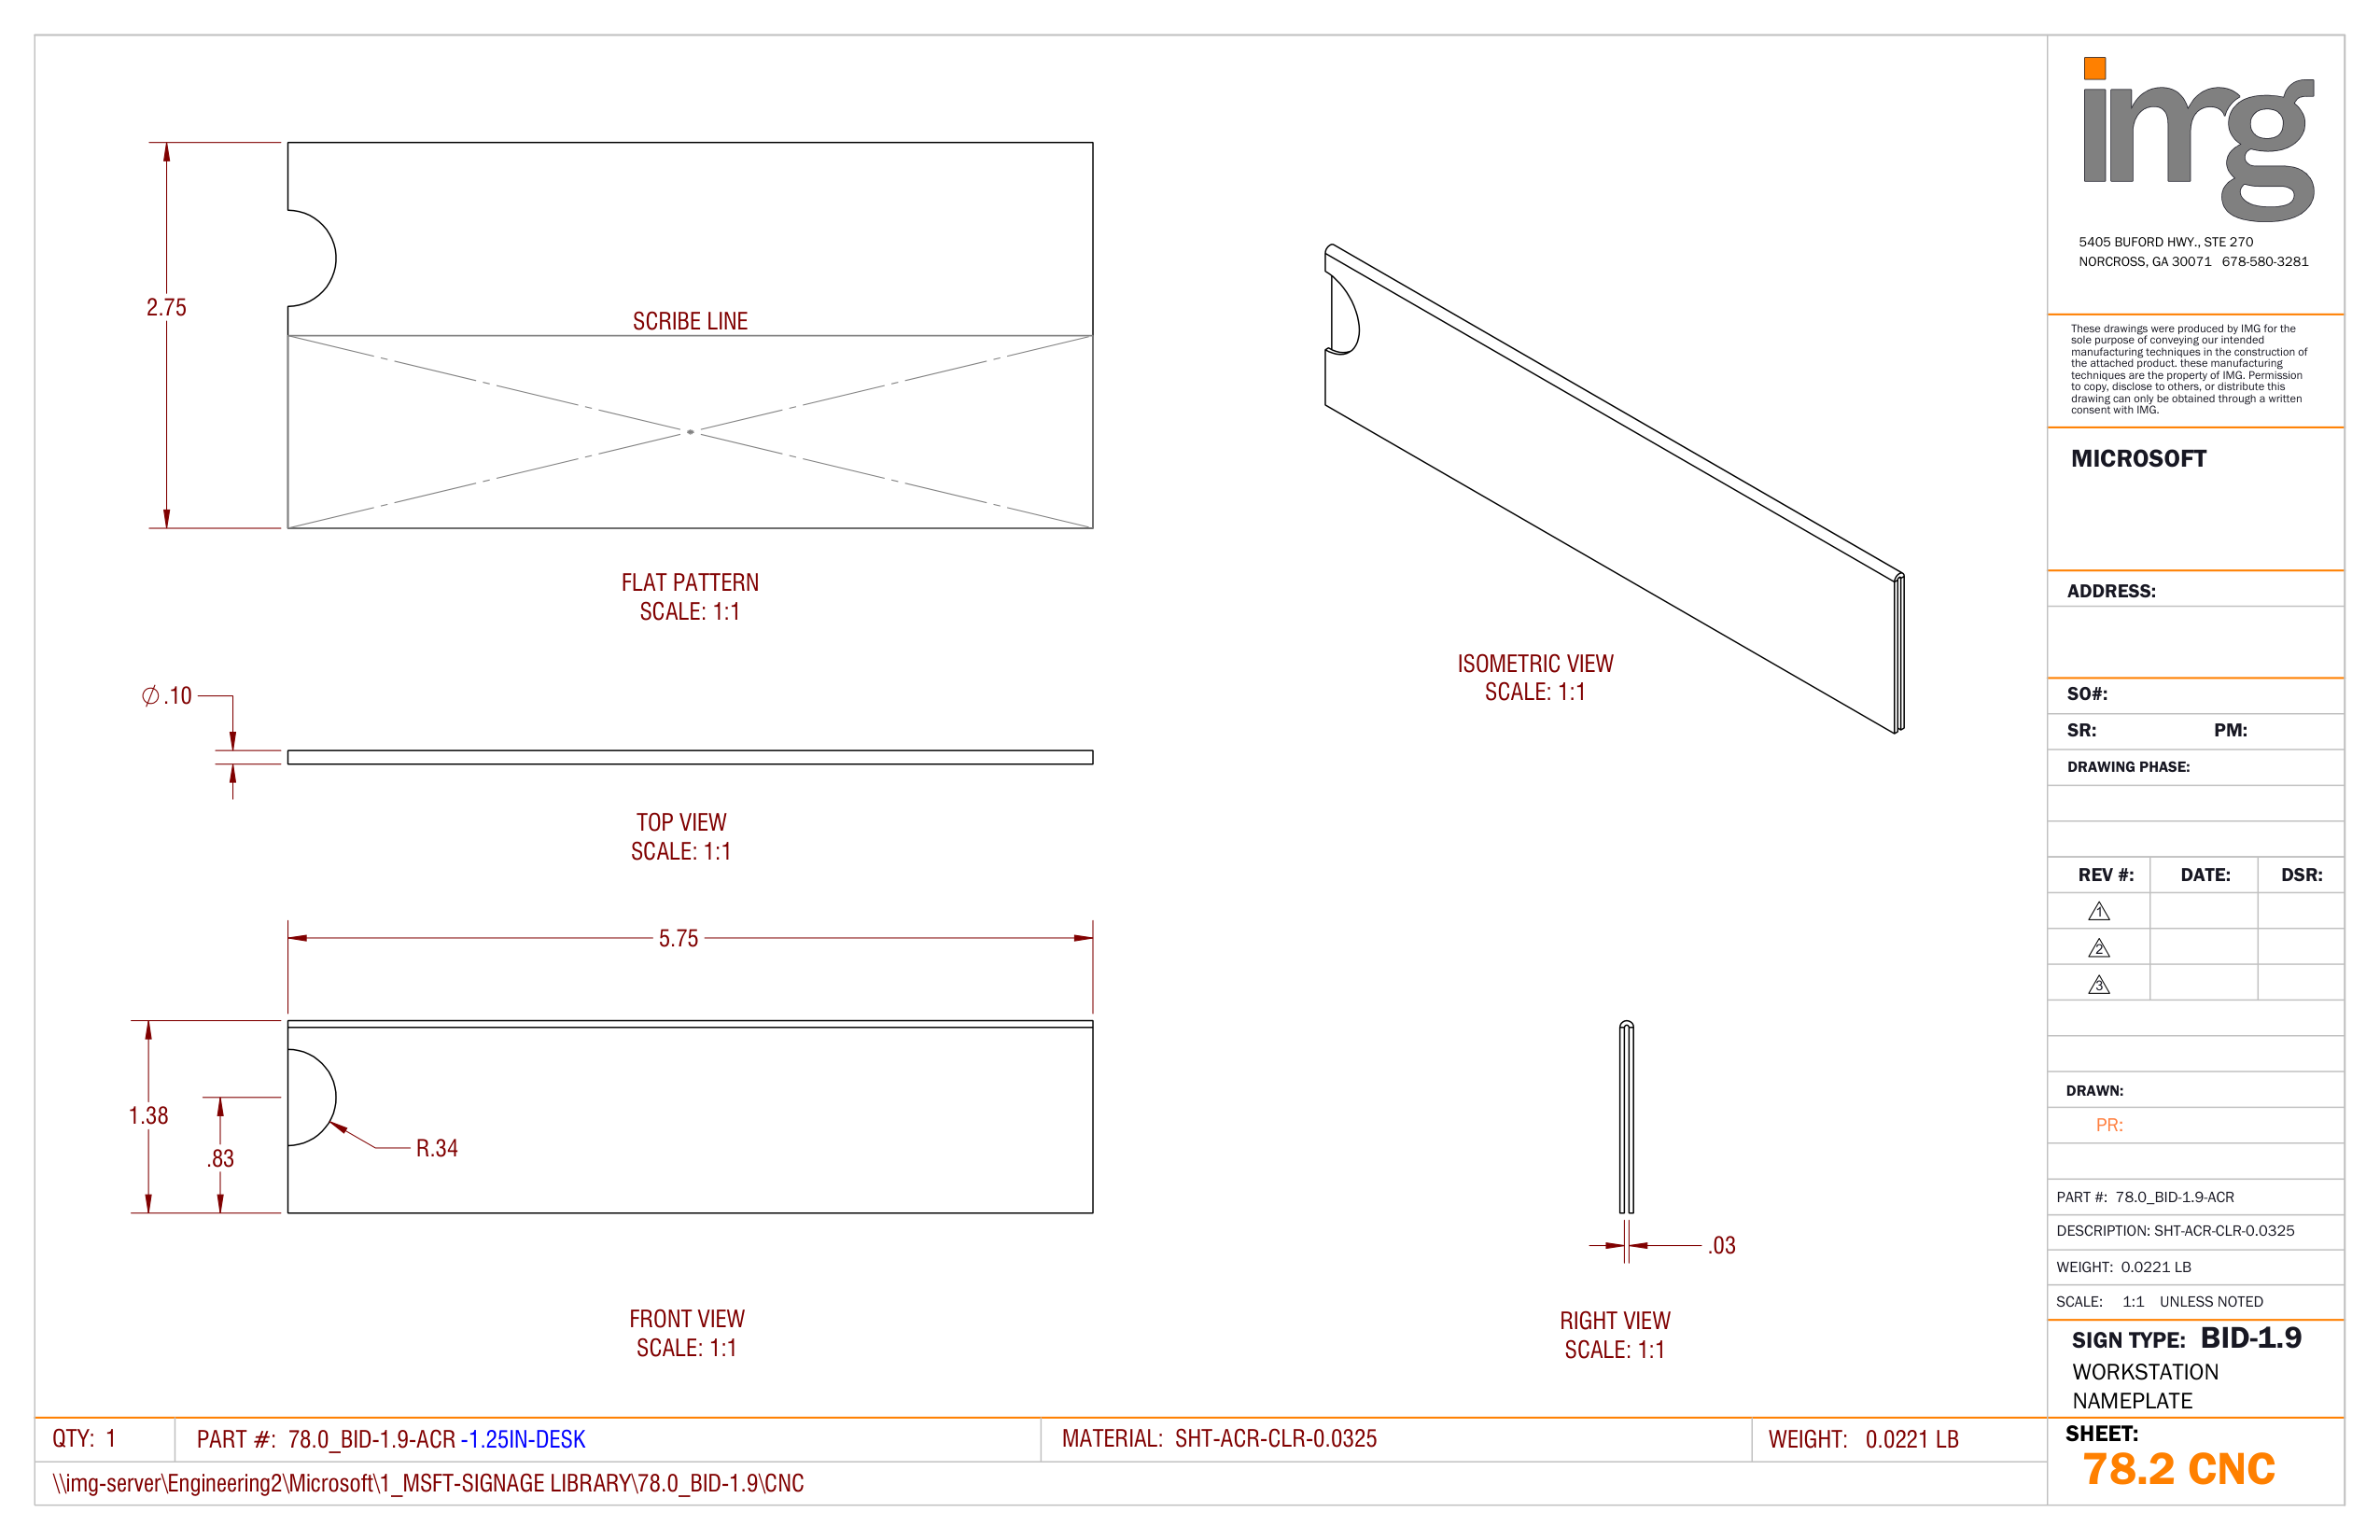 2.75
SCRIBE LINE
FLAT PATTERN
SCALE: 1:1
∅.10
TOP VIEW
SCALE: 1:1
5.75
1.38
.83
R.34
FRONT VIEW
SCALE: 1:1
ISOMETRIC VIEW
SCALE: 1:1
.03
RIGHT VIEW
SCALE: 1:1
img
5405 BUFORD HWY., STE 270
NORCROSS, GA 30071 678-580-3281
These drawings were produced by IMG for the
sole purpose of conveying our intended
manufacturing techniques in the construction of
the attached product. these manufacturing
techniques are the property of IMG. Permission
to copy, disclose to others, or distribute this
drawing can only be obtained through a written
consent with IMG.
MICROSOFT
ADDRESS:
SO#:
SR: PM:
DRAWING PHASE:
REV #: DATE: DSR:
1
2
3
DRAWN:
PR:
PART #: 78.0_BID-1.9-ACR
DESCRIPTION: SHT-ACR-CLR-0.0325
WEIGHT: 0.0221 LB
SCALE: 1:1 UNLESS NOTED
SIGN TYPE: BID-1.9
WORKSTATION
NAMEPLATE
SHEET:
78.2 CNC
QTY: 1 PART #: 78.0_BID-1.9-ACR -1.25IN-DESK MATERIAL: SHT-ACR-CLR-0.0325 WEIGHT: 0.0221 LB
\\img-server\Engineering2\Microsoft\1_MSFT-SIGNAGE LIBRARY\78.0_BID-1.9\CNC